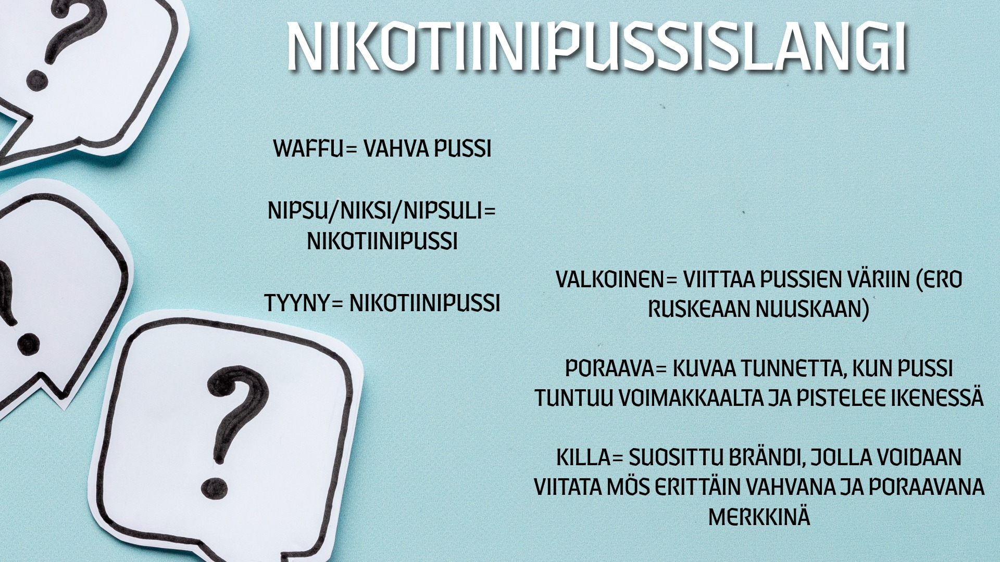 NIKOTIINIPUSSISLANGI
WAFFU= VAHVA PUSSI
NIPSU/NIKSI/NIPSULI=
NIKOTIINIPUSSI
TYYNY= NIKOTIINIPUSSI
VALKOINEN= VIITTAA PUSSIEN VÄRIIN (ERO
RUSKEAAN NUUSKAAN)
PORAAVA= KUVAA TUNNETTA, KUN PUSSI
TUNTUU VOIMAKKAALTA JA PISTELEE IKENESSÄ
KILLA= SUOSITTU BRÄNDI, JOLLA VOIDAAN
VIITATA MÖS ERITTÄIN VAHVANA JA PORAAVANA
MERKKINÄ
?
?
?